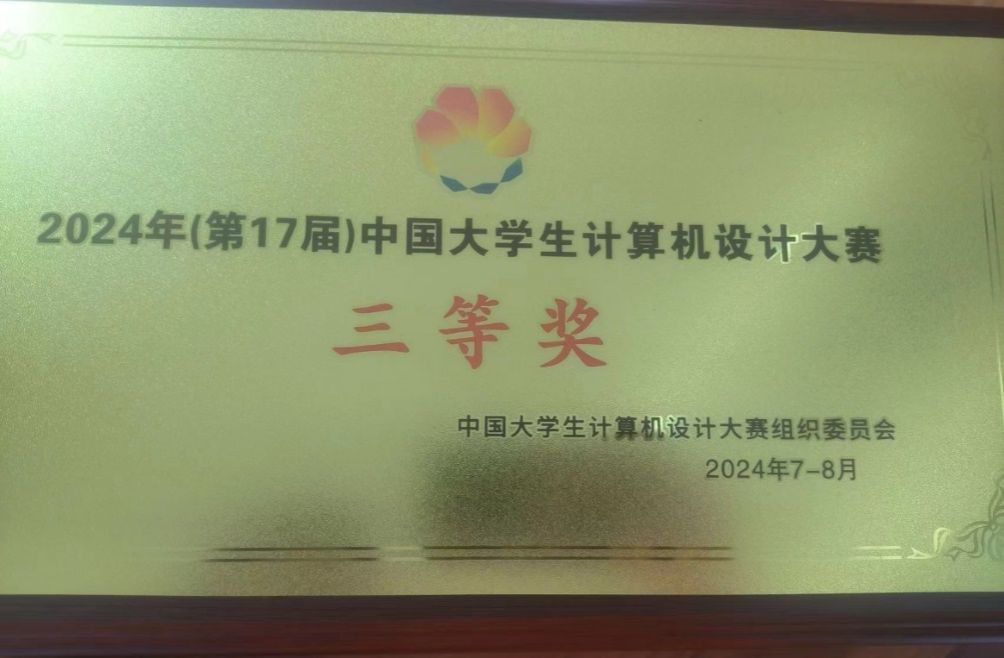 2024年(第17届)中国大学生计算机设计大赛
三等奖
中国大学生计算机设计大赛组织委员会
2024年7-8月